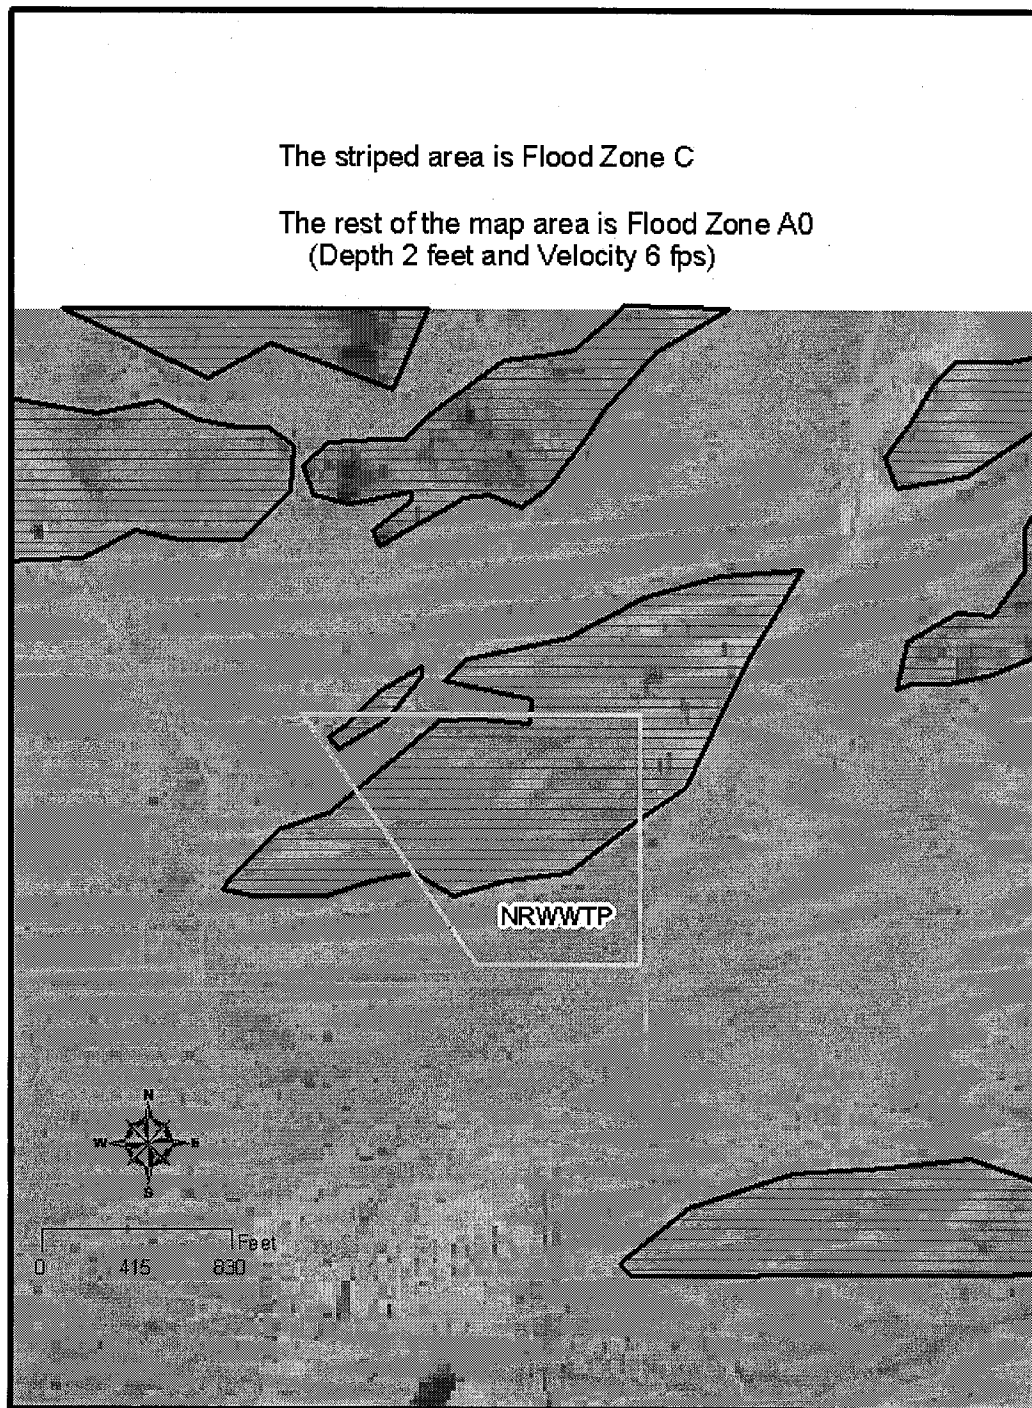 The striped area is Flood Zone C
The rest of the map area is Flood Zone A0
(Depth 2 feet and Velocity 6 fps)
NRWWTP
N
W E
S
Feet
0 415 830